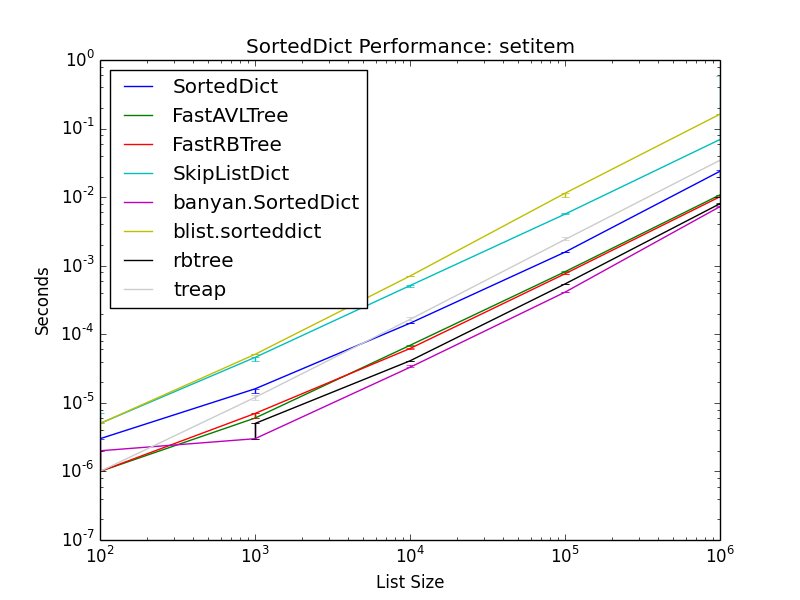 SortedDict Performance: setitem
10^0
10^-1
10^-2
10^-3
10^-4
10^-5
10^-6
10^-7
Seconds
SortedDict
FastAVLTree
FastRBTree
SkipListDict
banyan.SortedDict
blist.sorteddict
rbtree
treap
10^2 10^3 10^4 10^5 10^6
List Size